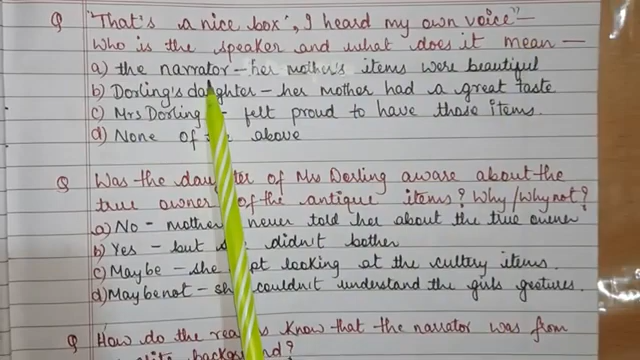 Q "That's a nice box", I heard my own voice"-
Who is the speaker and what does it mean -
a) the narrator - her mother's items were beautiful
b) Dorling's daughter - her mother had a great taste
c) Mrs Dorling - felt proud to have those items.
d) None of the above
Q Was the daughter of Mrs Dorling aware about the
true owner of the antique items? Why/Why not?
a) No - mother never told her about the true owner
b) Yes - but didn't bother
c) Maybe - she looking at the cutlery items.
d) Maybe not - couldn't understand the girls gestures.
Q How do the know that the narrator was from
background?